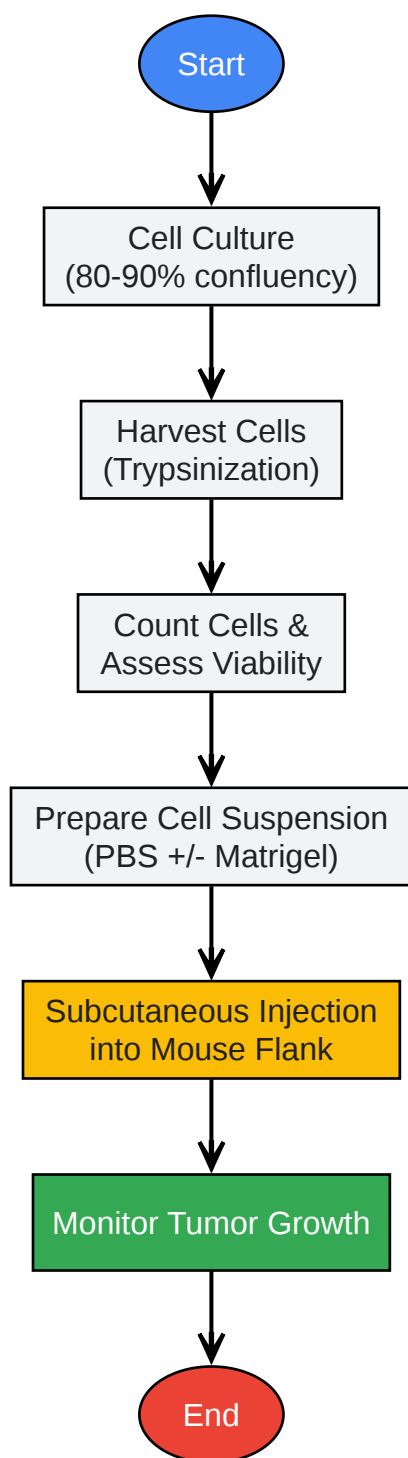 Start
Cell Culture
(80-90% confluency)
Harvest Cells
(Trypsinization)
Count Cells &
Assess Viability
Prepare Cell Suspension
(PBS +/- Matrigel)
Subcutaneous Injection
into Mouse Flank
Monitor Tumor Growth
End